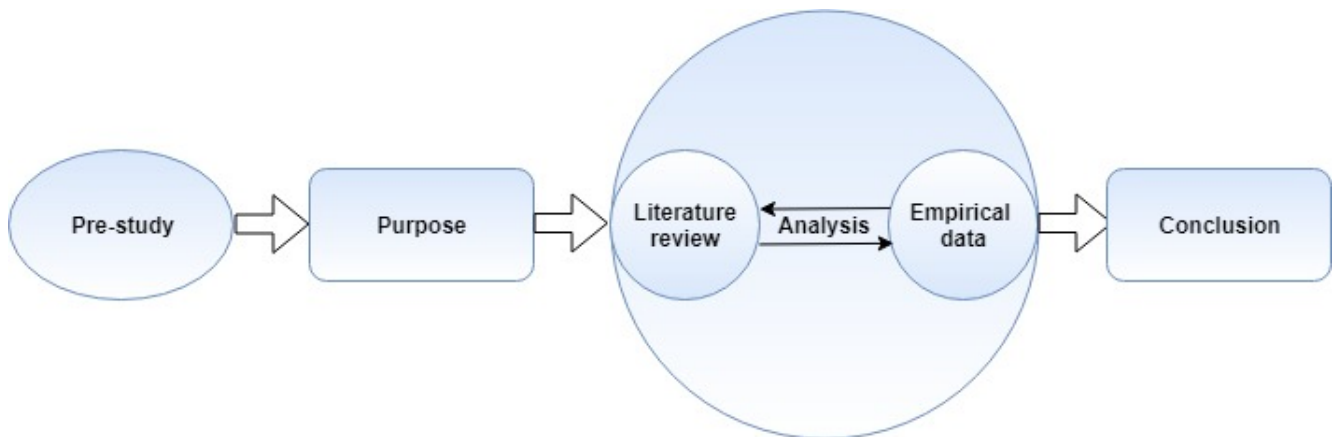 Pre-study
Purpose
Literature
review
Analysis
Empirical
data
Conclusion